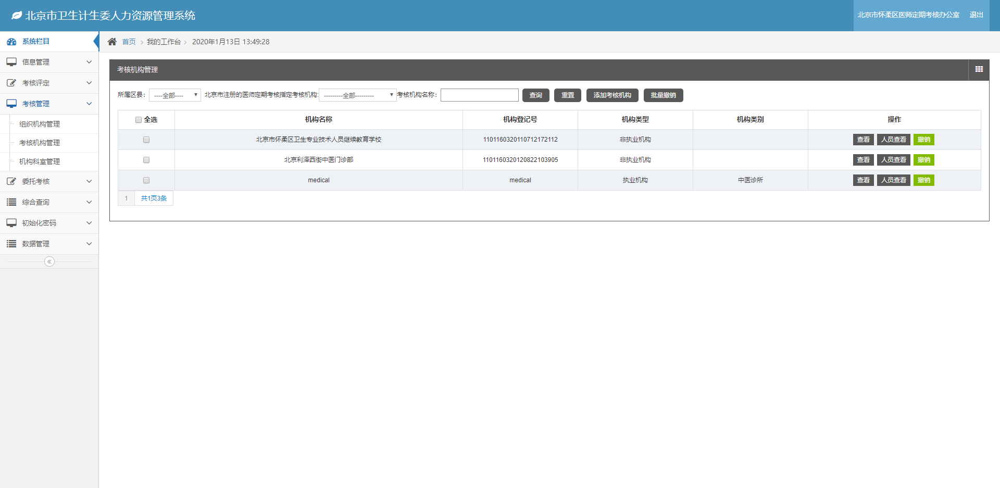 北京市卫生计生委人力资源管理系统
北京市怀柔区医师定期考核办公室 退出
系统栏目
首页 > 我的工作台 > 2020年1月13日 13:49:28
信息管理
考核评定
考核管理
组织机构管理
考核机构管理
机构科室管理
委托考核
综合查询
初始化密码
数据管理
考核机构管理
所属区县: ----全部---- 北京市注册的医师定期考核指定考核机构: ---------全部--------- 考核机构名称: 查询 重置 添加考核机构 批量撤销
全选 机构名称 机构登记号 机构类型 机构类别 操作
北京市怀柔区卫生专业技术人员继续教育学校 1101160320110712172112 非执业机构 查看 人员查看 撤销
北京利泽西街中医门诊部 1101160320120822103905 非执业机构 查看 人员查看 撤销
medical medical 执业机构 中医诊所 查看 人员查看 撤销
1 共1页3条